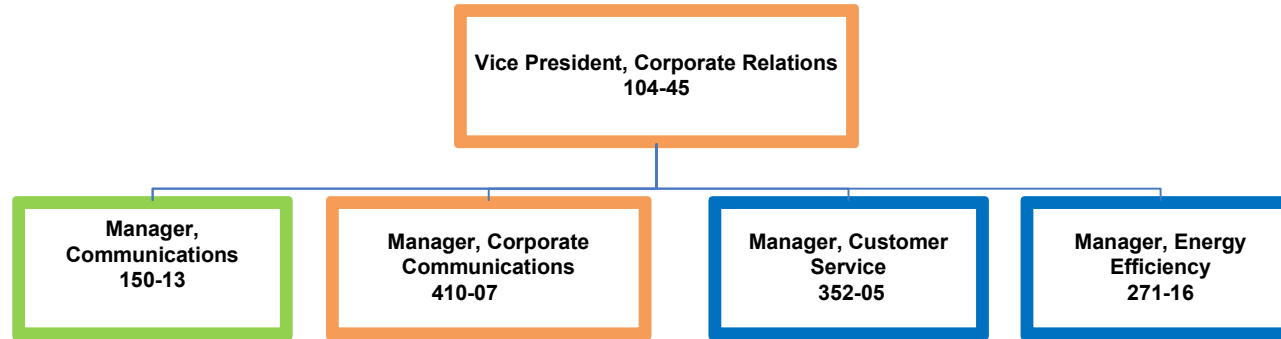 Vice President, Corporate Relations
104-45
Manager,
Communications
150-13
Manager, Corporate
Communications
410-07
Manager, Customer
Service
352-05
Manager, Energy
Efficiency
271-16